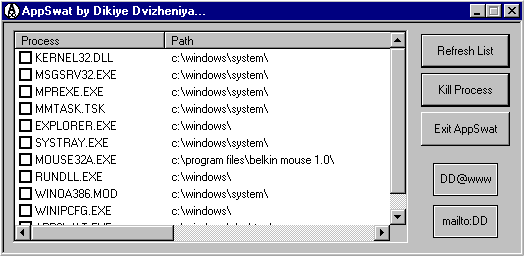 AppSwat by Dikiye Dvizheniya...
Process Path
KERNEL32.DLL c:\windows\system\
MSGSRV32.EXE c:\windows\system\
MPREXE.EXE c:\windows\system\
MMTASK.TSK c:\windows\system\
EXPLORER.EXE c:\windows\
SYSTRAY.EXE c:\windows\system\
MOUSE32A.EXE c:\program files\belkin mouse 1.0\
RUNDLL.EXE c:\windows\
WINOA386.MOD c:\windows\system\
WINIPCFG.EXE c:\windows\
Refresh List
Kill Process
Exit AppSwat
DD@www
mailto:DD